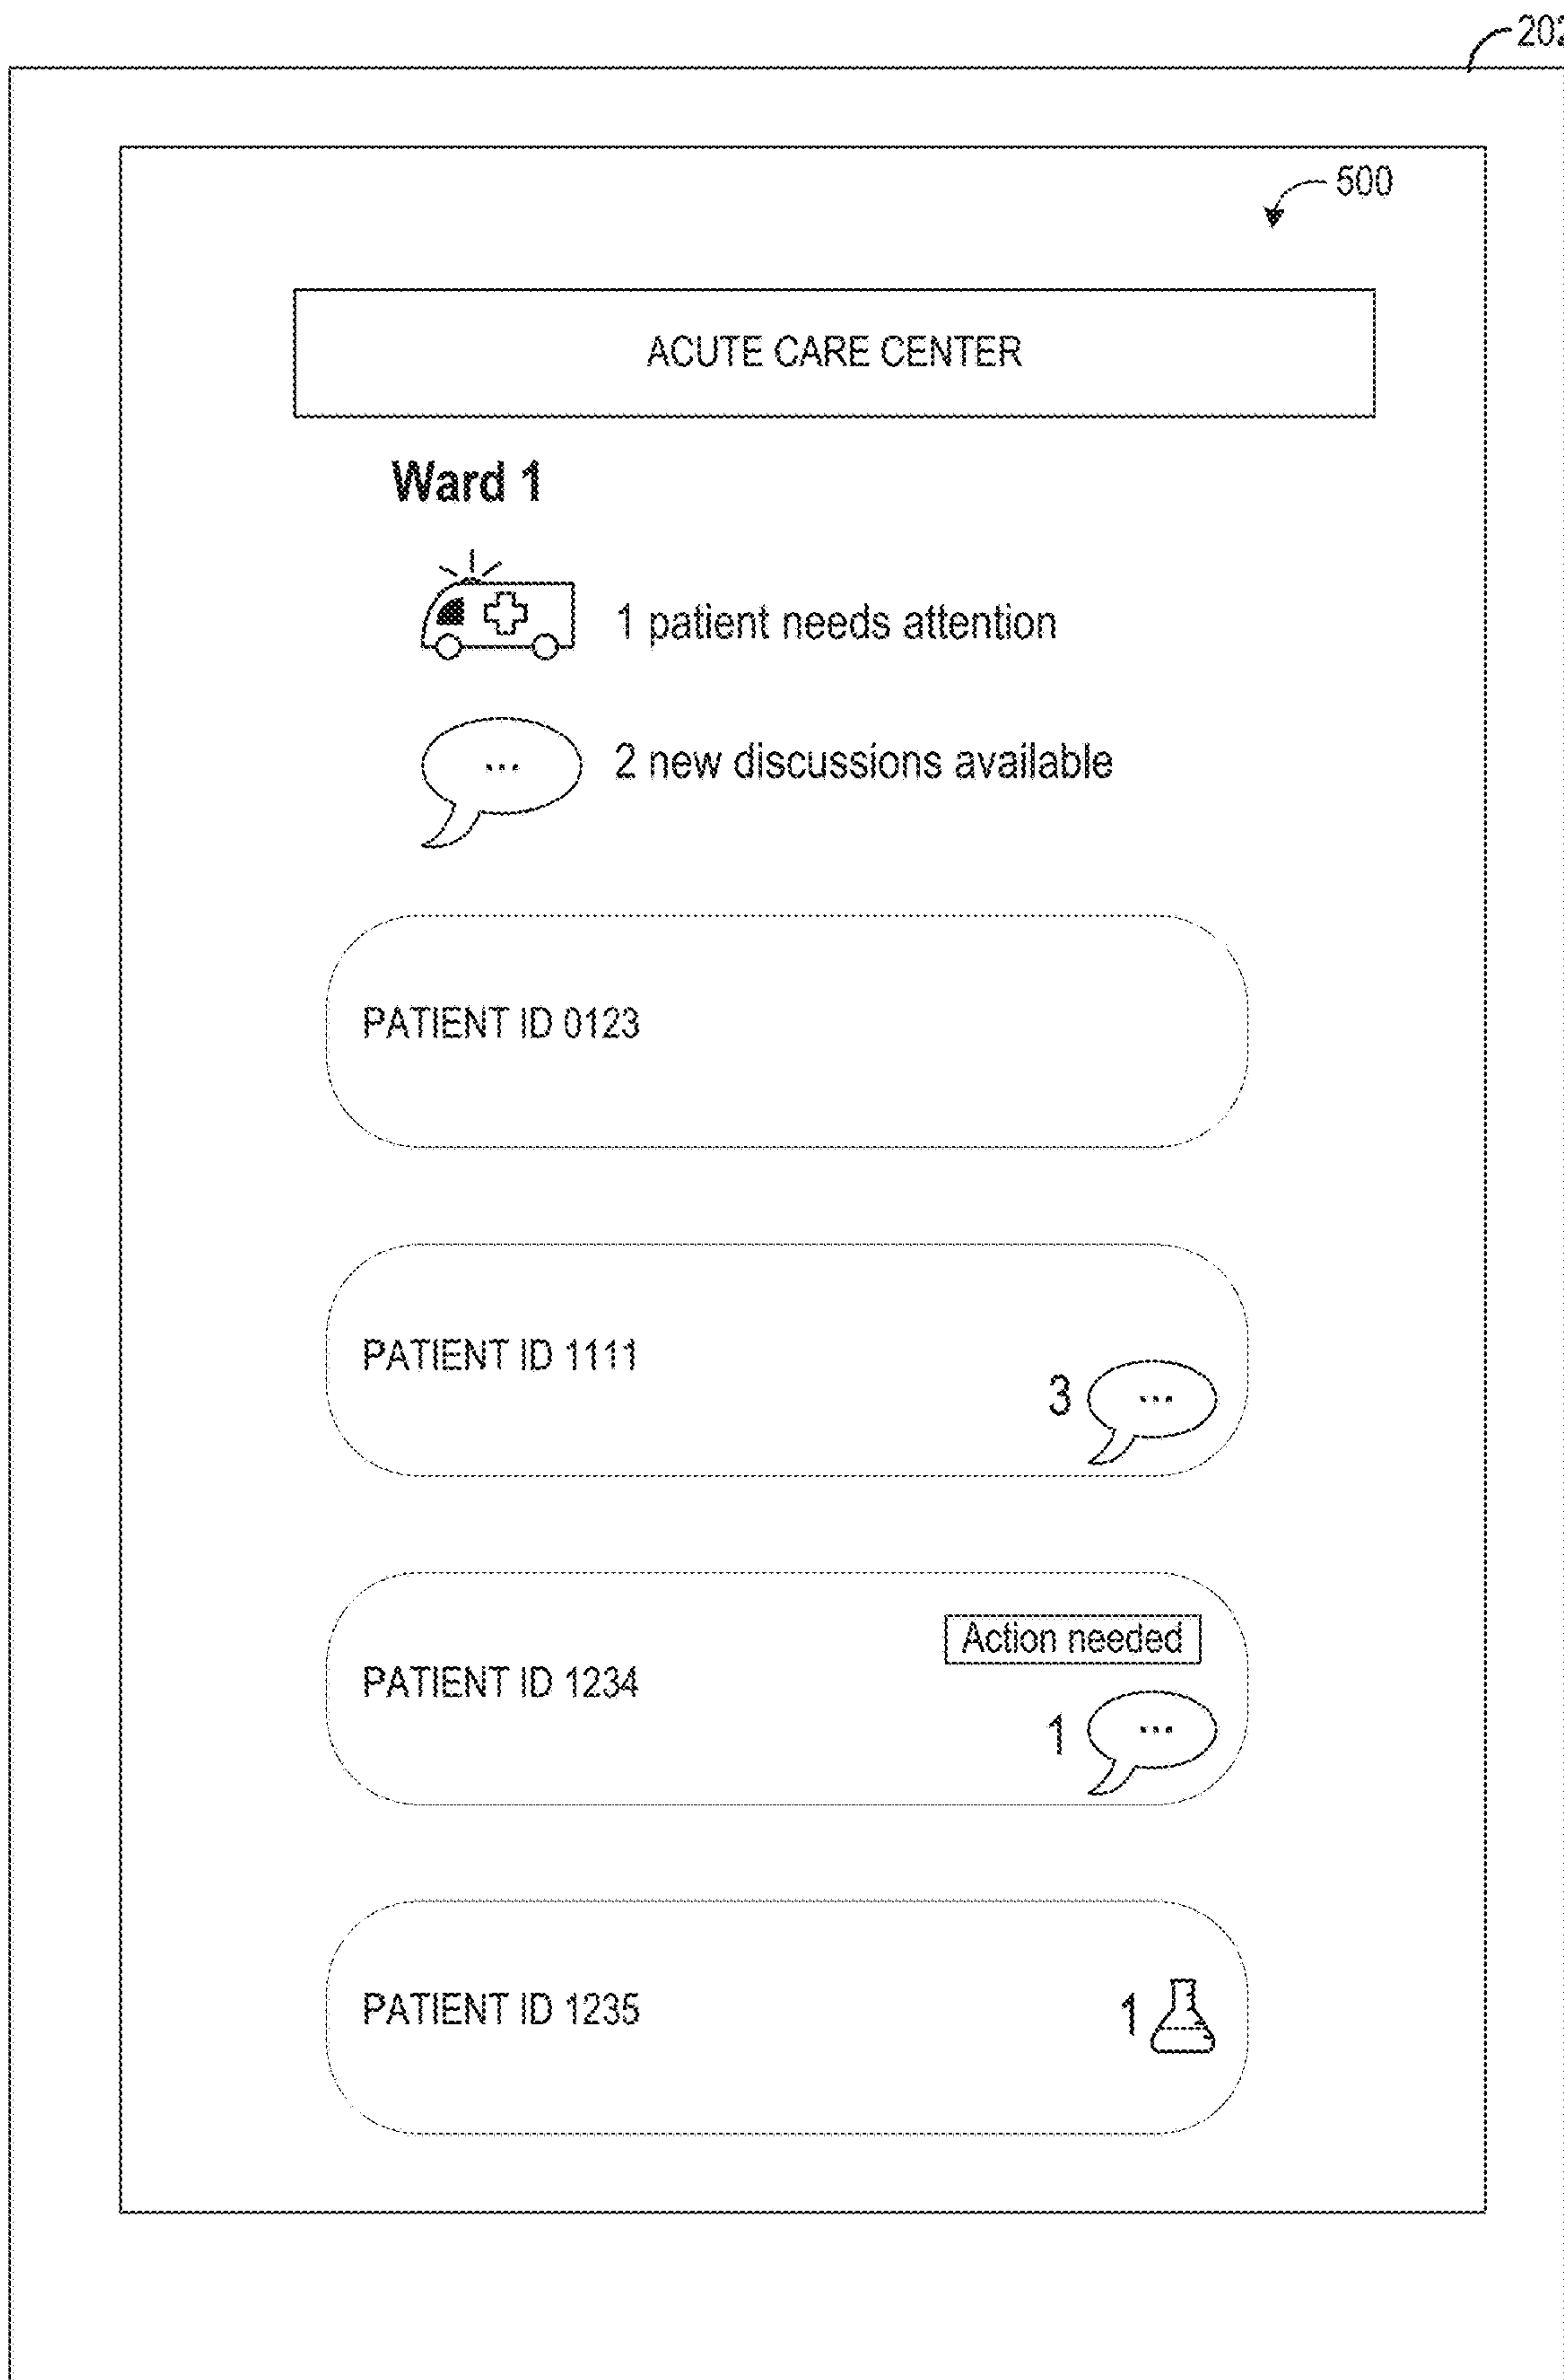 202
500
ACUTE CARE CENTER
Ward 1
1 patient needs attention
... 2 new discussions available
PATIENT ID 0123
PATIENT ID 1111
3 ...
Action needed
PATIENT ID 1234
1 ...
PATIENT ID 1235
1